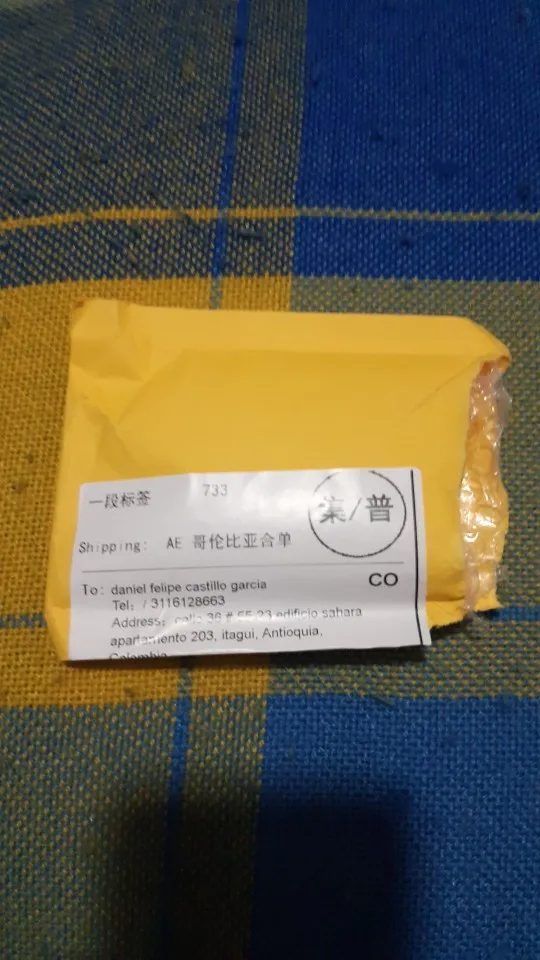 一段标签 733
集/普
Shipping: AE 哥伦比亚合单
CO
To: daniel felipe castillo garcia
Tel: / 3116128663
Address: calle 36 # 55 23 edificio sahara
apartamento 203, itagui, Antioquia,
Colombia